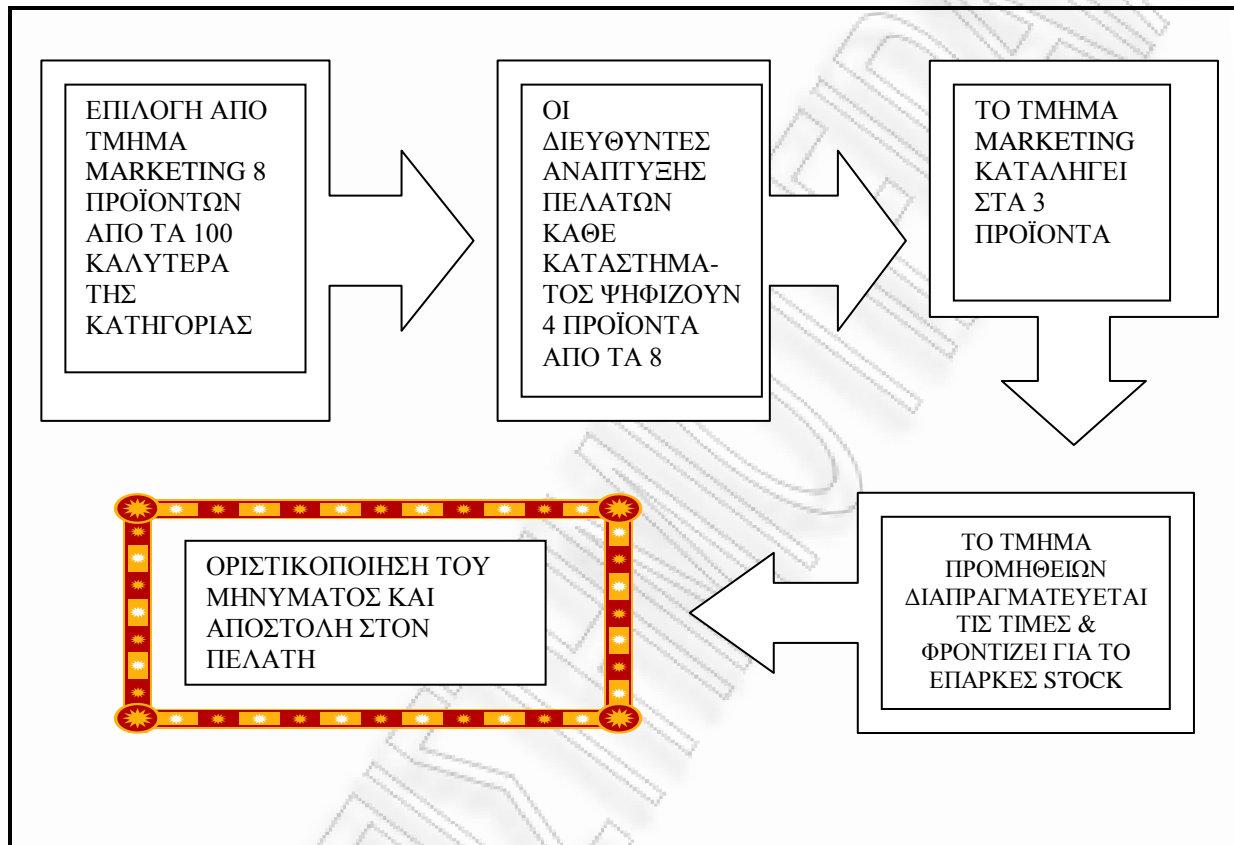 ΕΠΙΛΟΓΗ ΑΠΟ
ΤΜΗΜΑ
MARKETING 8
ΠΡΟΪΟΝΤΩΝ
ΑΠΟ ΤΑ 100
ΚΑΛΥΤΕΡΑ
ΤΗΣ
ΚΑΤΗΓΟΡΙΑΣ
ΟΙ
ΔΙΕΥΘΥΝΤΕΣ
ΑΝΑΠΤΥΞΗΣ
ΠΕΛΑΤΩΝ
ΚΑΘΕ
ΚΑΤΑΣΤΗΜΑ-
ΤΟΣ ΨΗΦΙΖΟΥΝ
4 ΠΡΟΪΟΝΤΑ
ΑΠΟ ΤΑ 8
ΤΟ ΤΜΗΜΑ
MARKETING
ΚΑΤΑΛΗΓΕΙ
ΣΤΑ 3
ΠΡΟΪΟΝΤΑ
ΤΟ ΤΜΗΜΑ
ΠΡΟΜΗΘΕΙΩΝ
ΔΙΑΠΡΑΓΜΑΤΕΥΕΤΑΙ
ΤΙΣ ΤΙΜΕΣ &
ΦΡΟΝΤΙΖΕΙ ΓΙΑ ΤΟ
ΕΠΑΡΚΕΣ STOCK
ΟΡΙΣΤΙΚΟΠΟΙΗΣΗ ΤΟΥ
ΜΗΝΥΜΑΤΟΣ ΚΑΙ
ΑΠΟΣΤΟΛΗ ΣΤΟΝ
ΠΕΛΑΤΗ